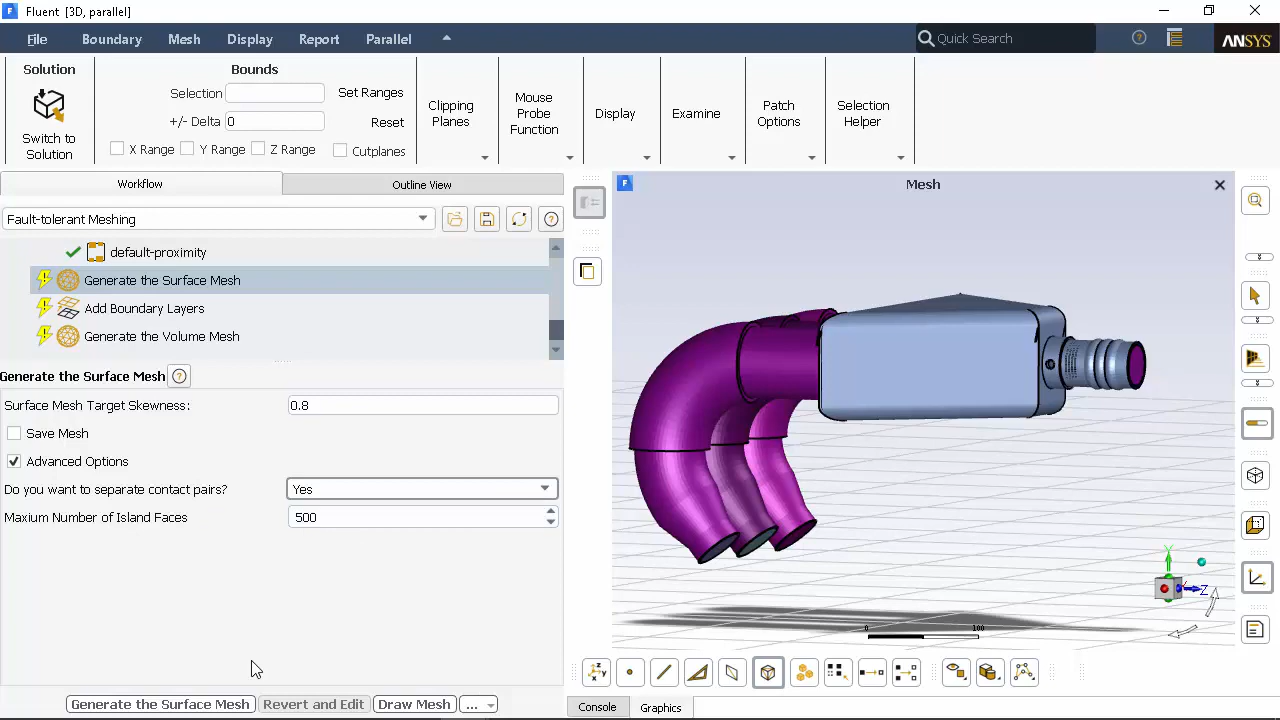 Fluent [3D, parallel]
File Boundary Mesh Display Report Parallel Quick Search ANSYS
Solution
Switch to
Solution
Bounds
Selection Set Ranges
+/- Delta 0 Reset
X Range Y Range Z Range Cutplanes
Clipping
Planes
Mouse
Probe
Function
Display
Examine
Patch
Options
Selection
Helper
Workflow Outline View
Fault-tolerant Meshing
default-proximity
Generate the Surface Mesh
Add Boundary Layers
Generate the Volume Mesh
Generate the Surface Mesh
Surface Mesh Target Skewness: 0.8
Save Mesh
Advanced Options
Do you want to separate contact pairs? Yes
Maxium Number of Island Faces 500
Generate the Surface Mesh Revert and Edit Draw Mesh ...
Mesh
Y
Z
0 100
Console Graphics